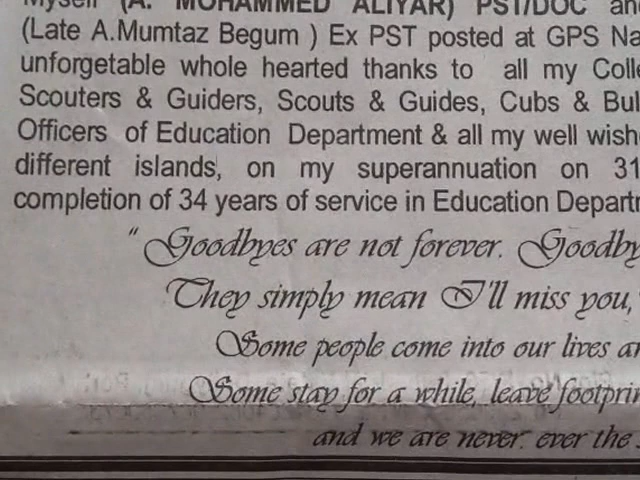 Myself (A. MOHAMMED ALIYAR) PST/DOC and
(Late A.Mumtaz Begum ) Ex PST posted at GPS Na
unforgetable whole hearted thanks to all my Colle
Scouters & Guiders, Scouts & Guides, Cubs & Bul
Officers of Education Department & all my well wish
different islands, on my superannuation on 31
completion of 34 years of service in Education Departm
" Goodbyes are not forever. Goodby
They simply mean I'll miss you,
Some people come into our lives an
Some stay for a while, leave footprin
and we are never. ever the